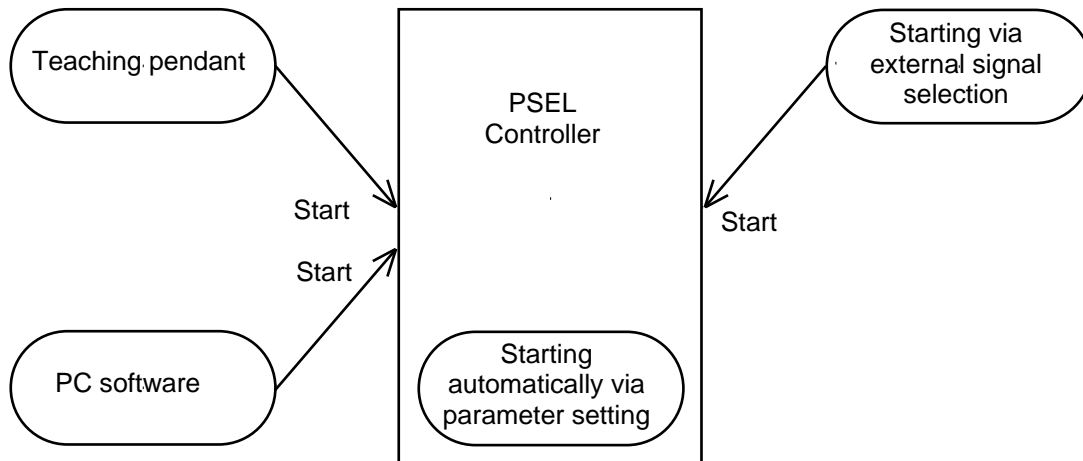 Teaching pendant
PSEL
Controller
Starting via
external signal
selection
Start
Start
Start
PC software
Starting
automatically via
parameter setting